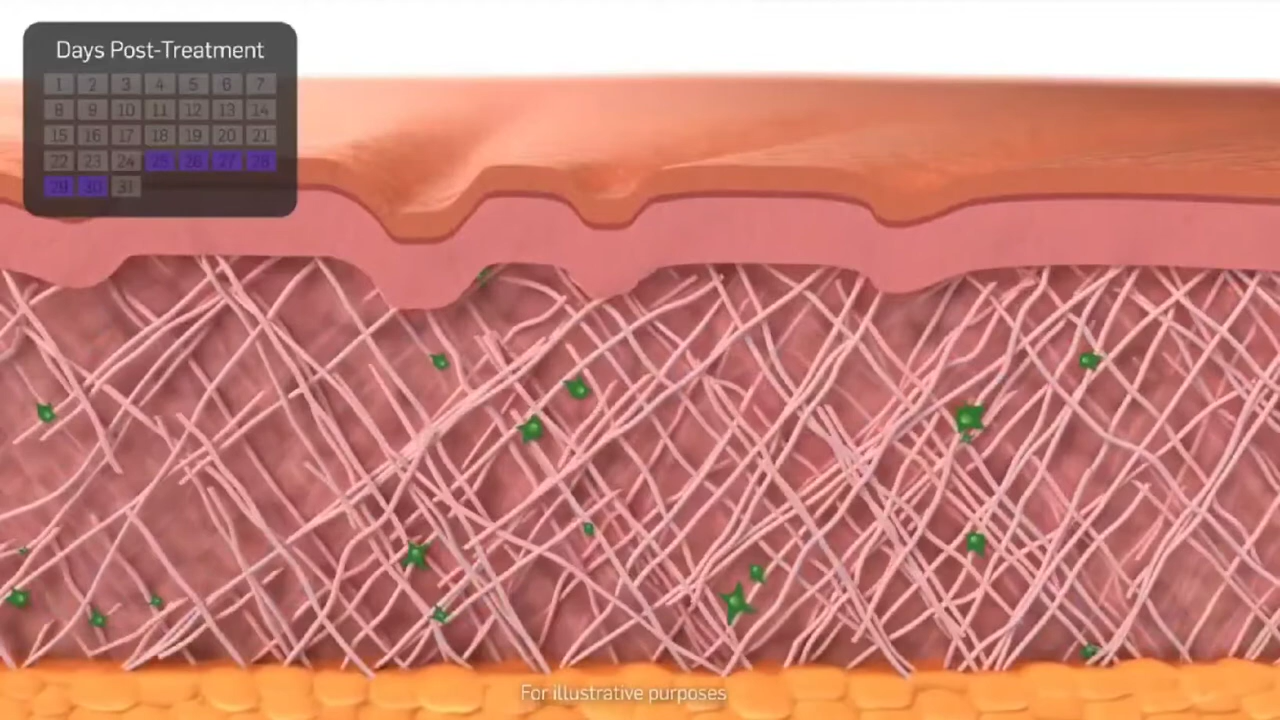 Days Post-Treatment
1 2 3 4 5 6 7
8 9 10 11 12 13 14
15 16 17 18 19 20 21
22 23 24 25 26 27 28
29 30 31
For illustrative purposes